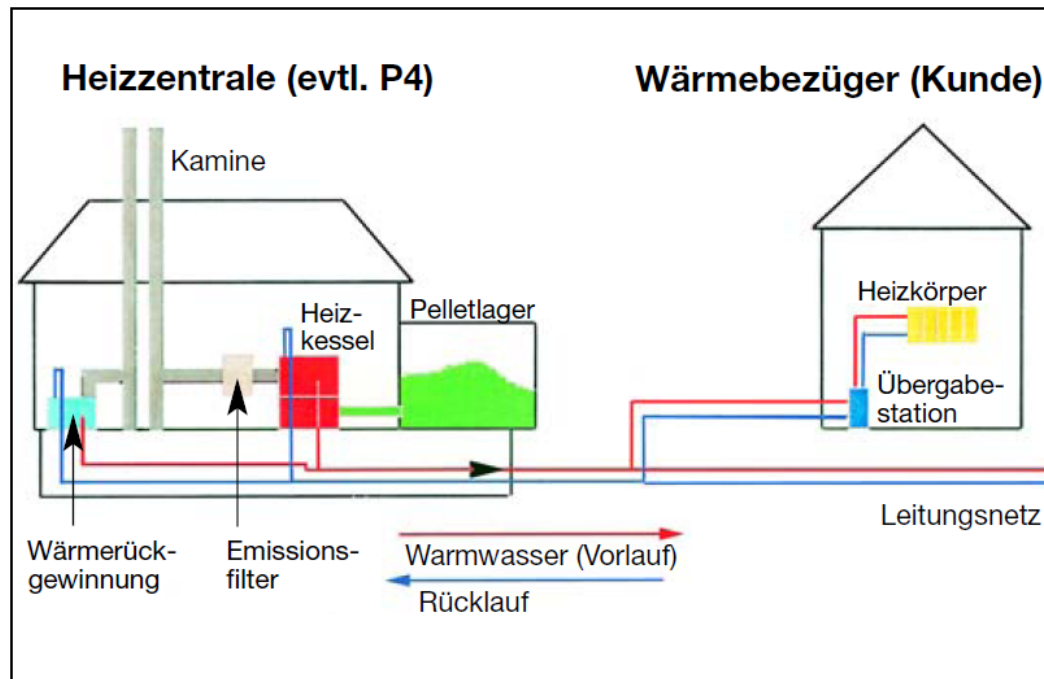 Heizzentrale (evtl. P4)
Wärmebezüger (Kunde)
Kamine
Heiz-
kessel
Pelletlager
Heizkörper
Übergabe-
station
Leitungsnetz
Wärmerück-
gewinnung
Emissions-
filter
Warmwasser (Vorlauf)
Rücklauf